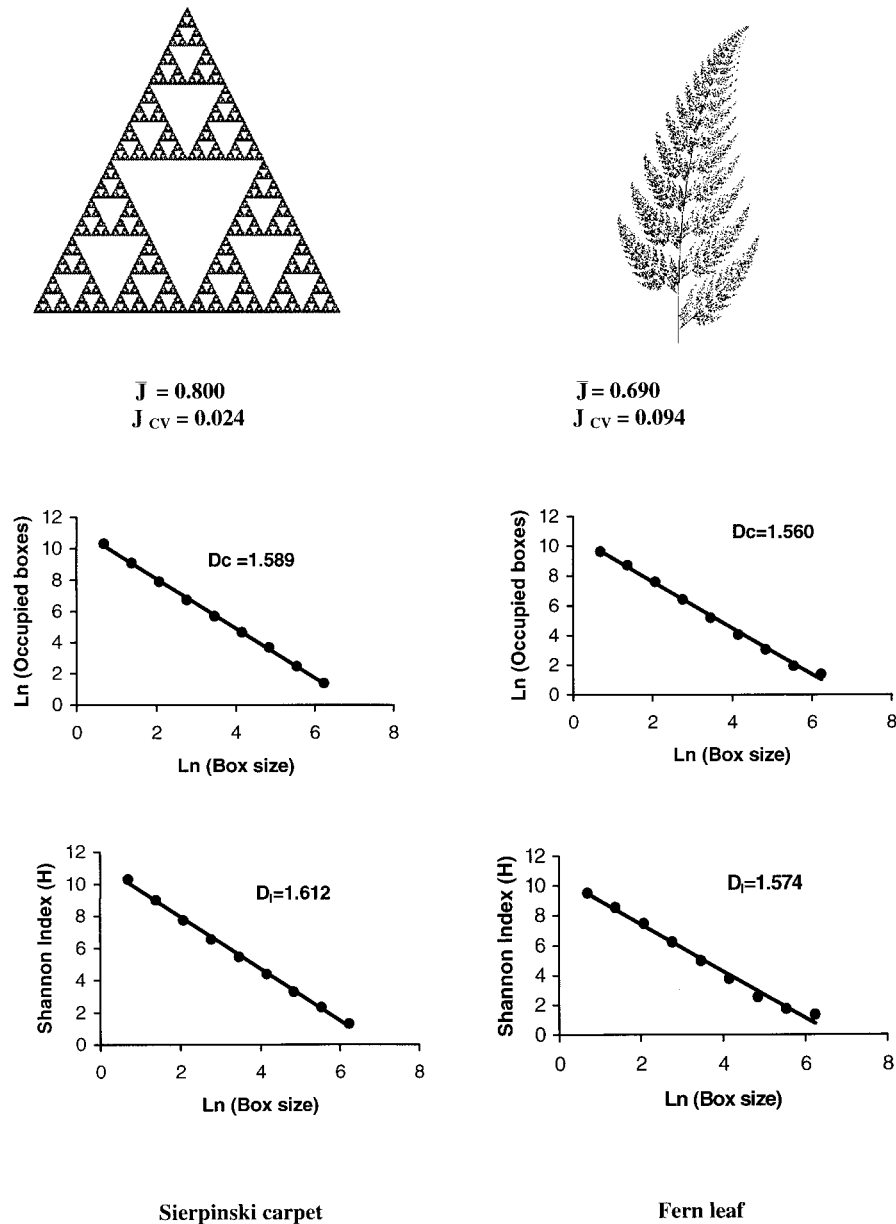 J̅ = 0.800
J CV = 0.024
J̅ = 0.690
J CV = 0.094
Ln (Occupied boxes)
12
10
8
6
4
2
0
Dc =1.589
0 2 4 6 8
Ln (Box size)
Ln (Occupied boxes)
12
10
8
6
4
2
0
Dc=1.560
0 2 4 6 8
Ln (Box size)
Shannon Index (H)
12
10
8
6
4
2
0
DI=1.612
0 2 4 6 8
Ln (Box size)
Shannon Index (H)
12
10
8
6
4
2
0
DI=1.574
0 2 4 6 8
Ln (Box size)
Sierpinski carpet
Fern leaf